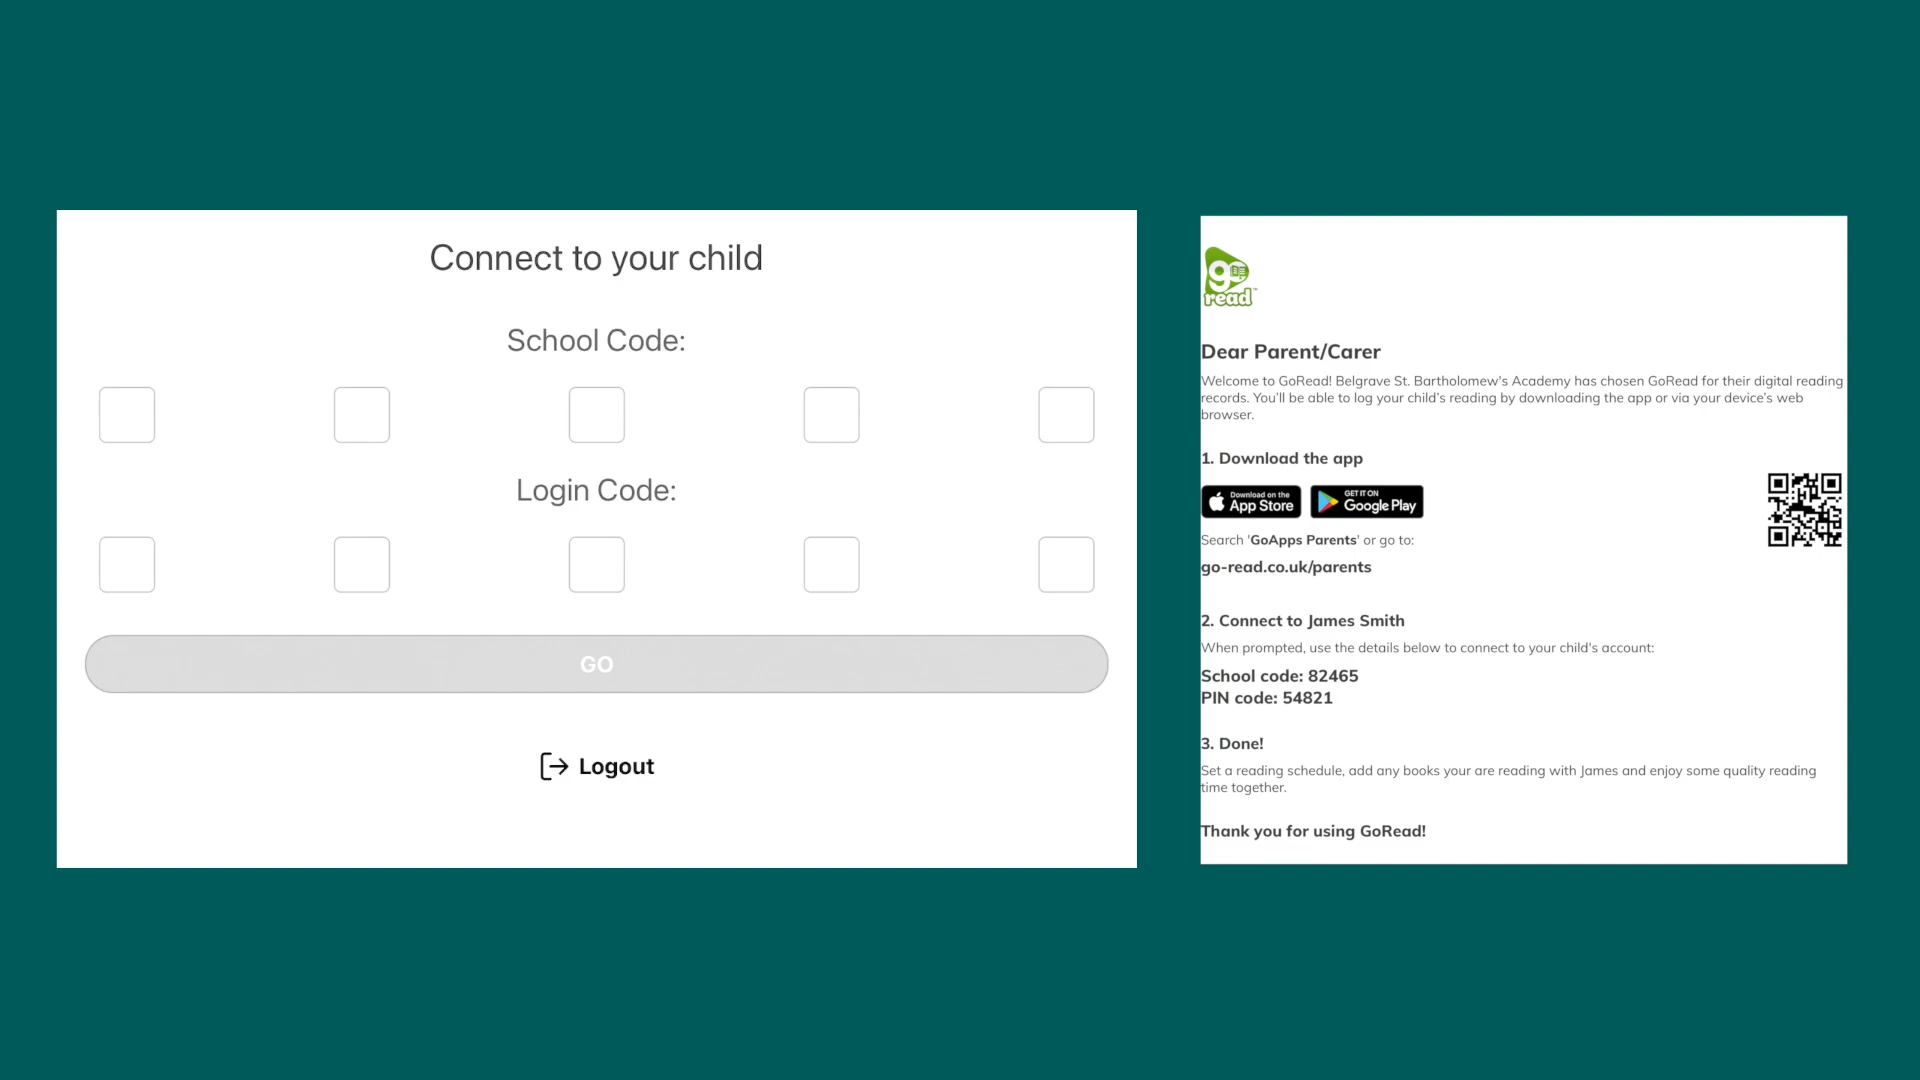 Connect to your child
School Code:
Login Code:
GO
Logout
go
read™
Dear Parent/Carer
Welcome to GoRead! Belgrave St. Bartholomew's Academy has chosen GoRead for their digital reading
records. You'll be able to log your child's reading by downloading the app or via your device's web
browser.
1. Download the app
Download on the
App Store
GET IT ON
Google Play
Search 'GoApps Parents' or go to:
go-read.co.uk/parents
2. Connect to James Smith
When prompted, use the details below to connect to your child's account:
School code: 82465
PIN code: 54821
3. Done!
Set a reading schedule, add any books your are reading with James and enjoy some quality reading
time together.
Thank you for using GoRead!